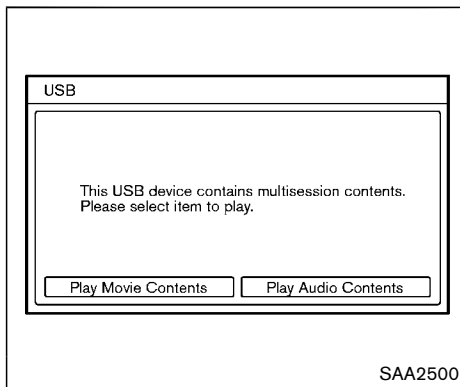 USB
This USB device contains multisession contents.
Please select item to play.
Play Movie Contents
Play Audio Contents
SAA2500